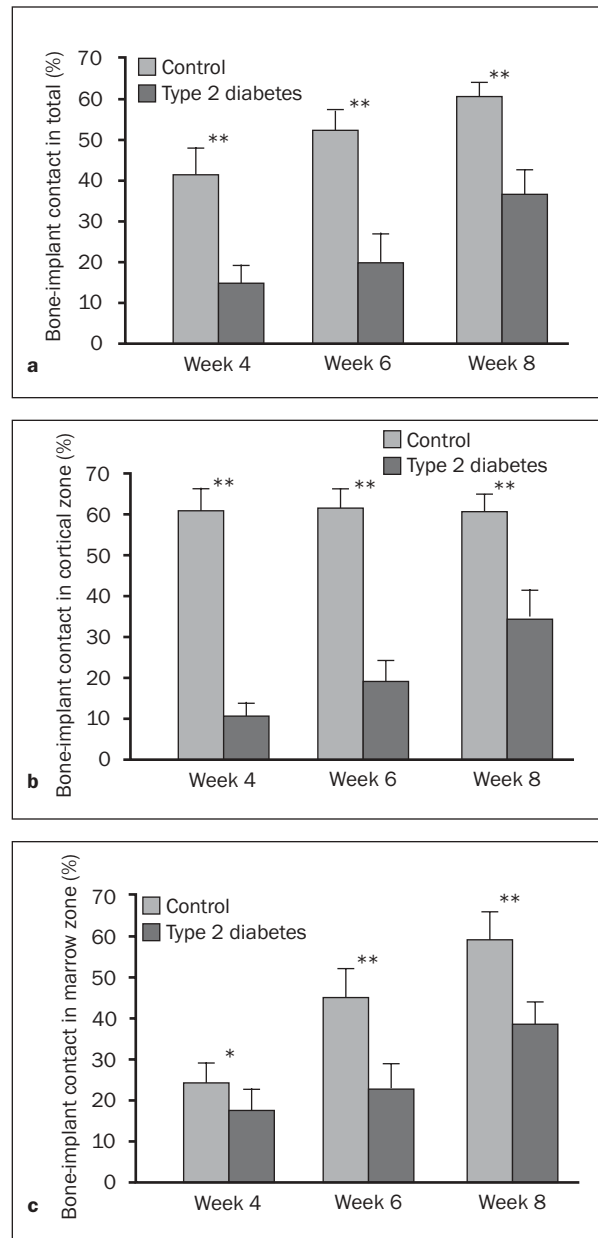 Bone-implant contact in total (%)
70
60
50
40
30
20
10
0
Control
Type 2 diabetes
**
**
**
Week 4
Week 6
Week 8
a
Bone-implant contact in cortical zone (%)
70
60
50
40
30
20
10
0
Control
Type 2 diabetes
**
**
**
Week 4
Week 6
Week 8
b
Bone-implant contact in marrow zone (%)
70
60
50
40
30
20
10
0
Control
Type 2 diabetes
*
**
**
Week 4
Week 6
Week 8
c